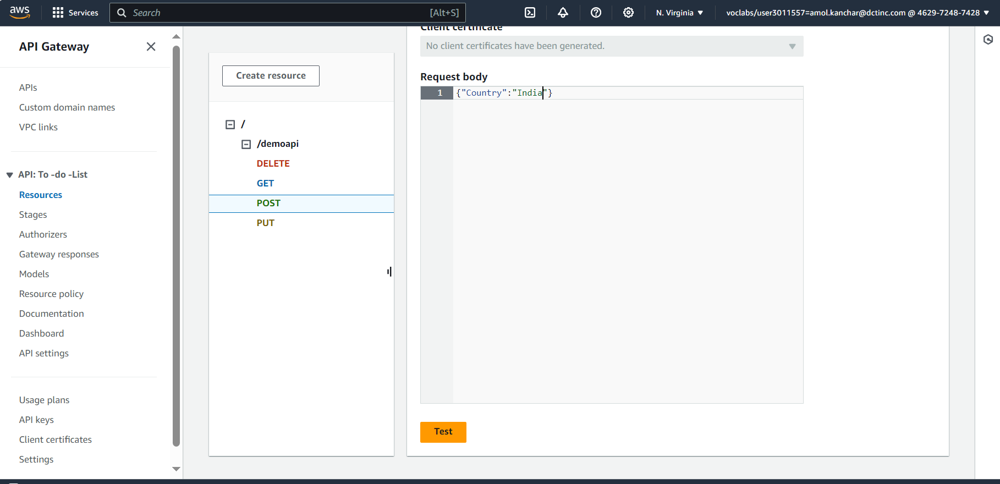 aws
Services
Search
[Alt+S]
N. Virginia
voclabs/user3011557=amol.kanchar@dctinc.com @ 4629-7248-7428
API Gateway
APIs
Custom domain names
VPC links
API: To -do -List
Resources
Stages
Authorizers
Gateway responses
Models
Resource policy
Documentation
Dashboard
API settings
Usage plans
API keys
Client certificates
Settings
Create resource
/
/demoapi
DELETE
GET
POST
PUT
Client certificate
No client certificates have been generated.
Request body
1 {"Country":"India"}
Test